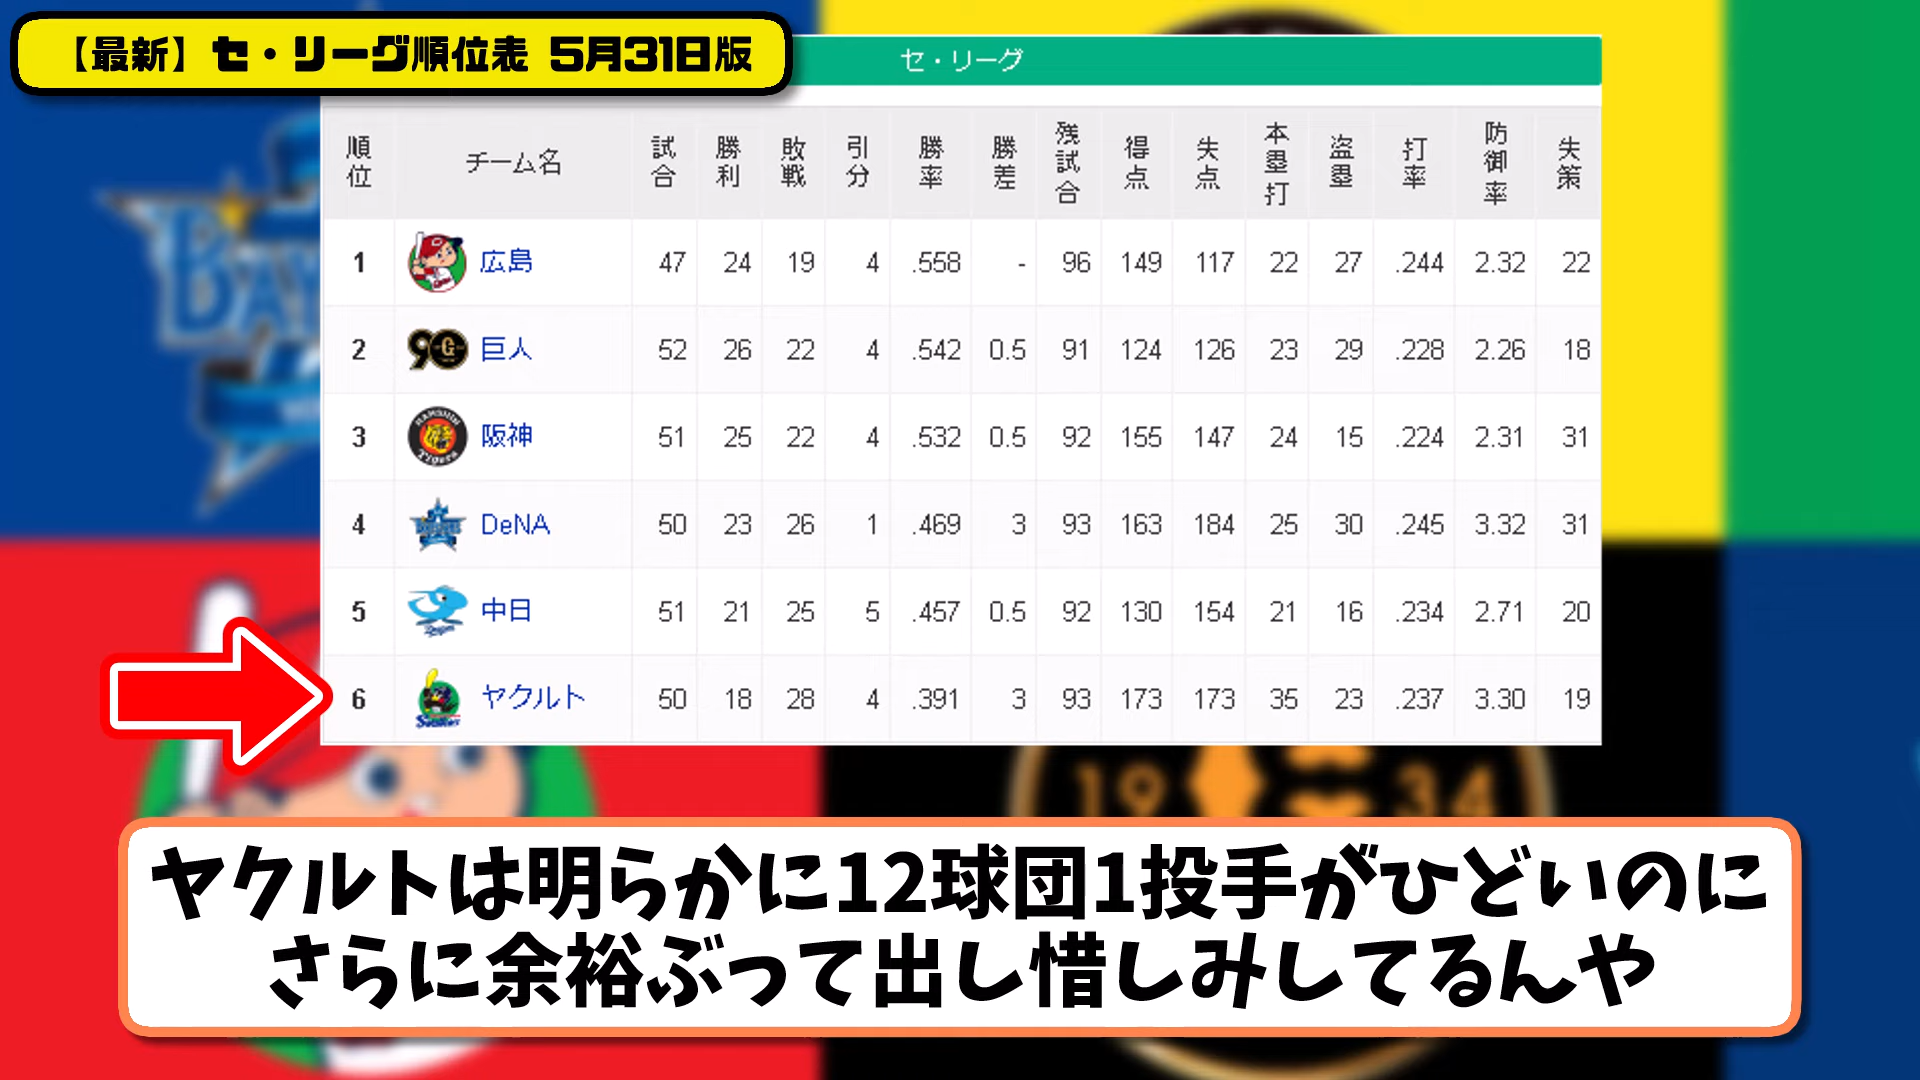 【最新】セ・リーグ順位表 5月31日版
セ・リーグ
順位 チーム名 試合 勝利 敗戦 引分 勝率 勝差 残試合 得点 失点 本塁打 盗塁 打率 防御率 失策
1 広島 47 24 19 4 .558 - 96 149 117 22 27 .244 2.32 22
2 巨人 52 26 22 4 .542 0.5 91 124 126 23 29 .228 2.26 18
3 阪神 51 25 22 4 .532 0.5 92 155 147 24 15 .224 2.31 31
4 DeNA 50 23 26 1 .469 3 93 163 184 25 30 .245 3.32 31
5 中日 51 21 25 5 .457 0.5 92 130 154 21 16 .234 2.71 20
6 ヤクルト 50 18 28 4 .391 3 93 173 173 35 23 .237 3.30 19
19 34
ヤクルトは明らかに12球団1投手がひどいのに
さらに余裕ぶって出し惜しみしてるんや